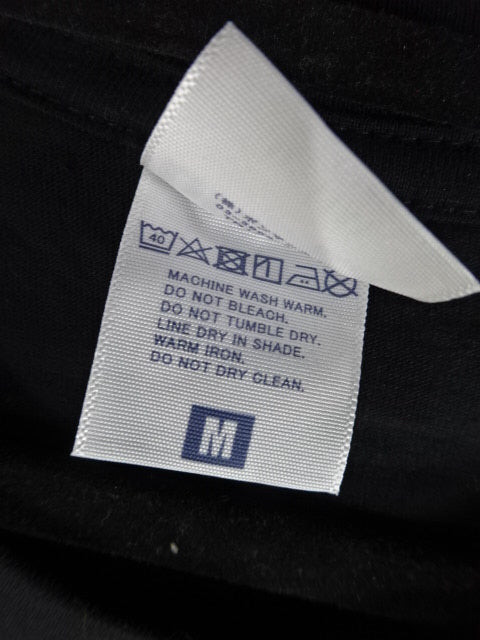 40
MACHINE WASH WARM.
DO NOT BLEACH.
DO NOT TUMBLE DRY.
LINE DRY IN SHADE.
WARM IRON.
DO NOT DRY CLEAN.
M